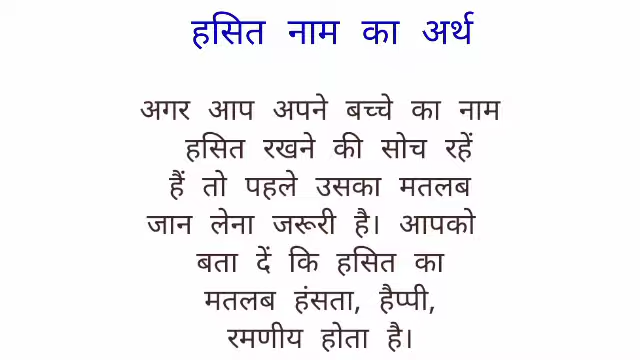 हसित नाम का अर्थ
अगर आप अपने बच्चे का नाम
हसित रखने की सोच रहें
हैं तो पहले उसका मतलब
जान लेना जरूरी है। आपको
बता दें कि हसित का
मतलब हंसता, हैप्पी,
रमणीय होता है।